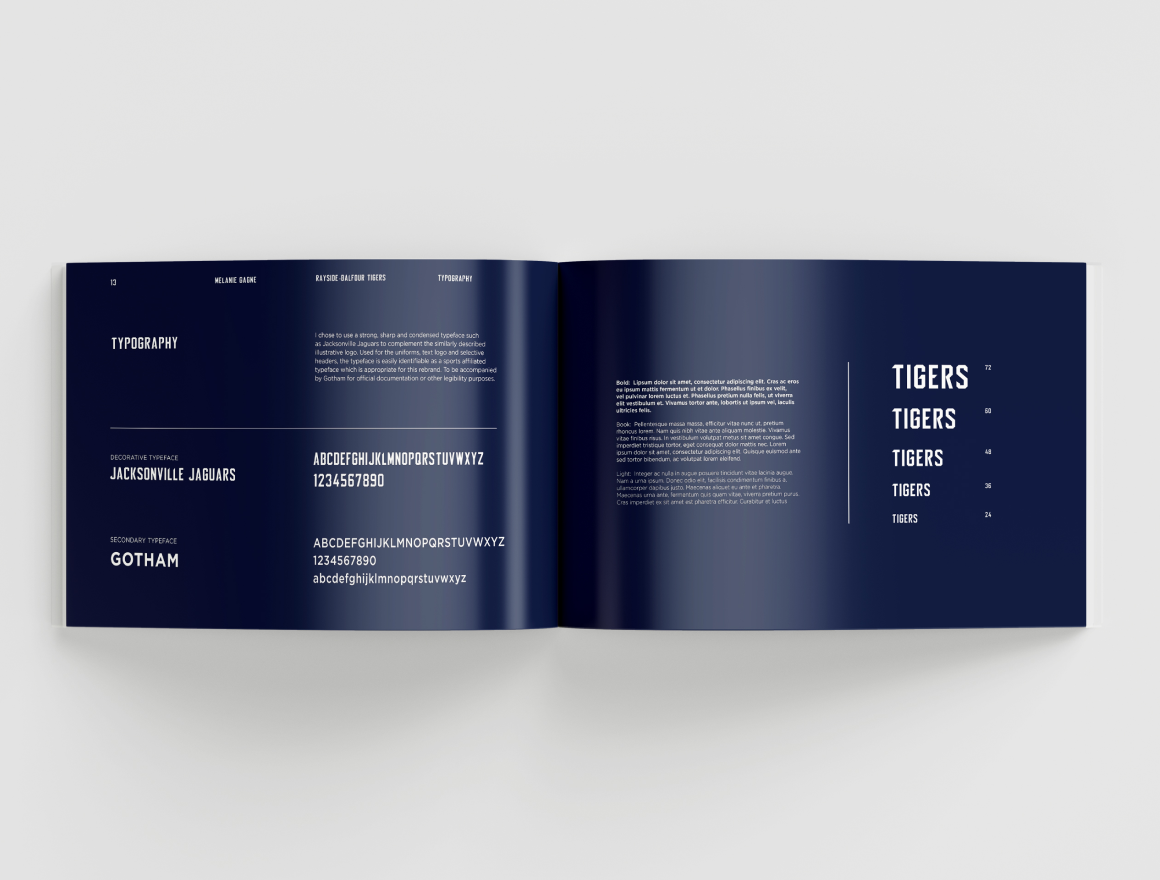 13
MELANIE GAGNE
RAYSIDE-BALFOUR TIGERS
TYPOGRAPHY
TYPOGRAPHY
I chose to use a strong, sharp and condensed typeface such
as Jacksonville Jaguars to complement the similarly described
illustrative logo. Used for the uniforms, text logo and selective
headers, the typeface is easily identifiable as a sports affiliated
typeface which is appropriate for this rebrand. To be accompanied
by Gotham for official documentation or other legibility purposes.
DECORATIVE TYPEFACE
JACKSONVILLE JAGUARS
ABCDEFGHIJKLMNOPQRSTUVWXYZ
1234567890
SECONDARY TYPEFACE
GOTHAM
ABCDEFGHIJKLMNOPQRSTUVWXYZ
1234567890
abcdefghijklmnopqrstuvwxyz
Bold: Lipsum dolor sit amet, consectetur adipiscing elit. Cras ac eros
ea ipsum mattis fermentum ut et dolor. Phasellus finibus ex velit,
vel pulvinar lorem luctus et. Phasellus pretium nulla felis, ut viverra
elit vestibulum et. Vivamus tortor ante, lobortis ut ipsum vel, iaculis
ultricies felis.
Book: Pellentesque massa massa, efficitur vitae nunc ut, pretium
rhoncus lorem. Nam quis nibh vitae ante aliquam molestie. Vivamus
vitae finibus risus. In vestibulum volutpat metus sit amet congue. Sed
imperdiet tristique tortor, eget consequat dolor mattis nec. Lorem
ipsum dolor sit amet, consectetur adipiscing elit. Quisque euismod ante
sed tortor bibendum, ac volutpat lorem eleifend.
Light: Integer ac nulla in augue posuere tincidunt vitae lacinia augue.
Nam a urna ipsum. Donec odio elit, facilisis condimentum finibus a,
ullamcorper dapibus justo. Maecenas aliquet eu ante et pharetra.
Maecenas urna ante, fermentum quis quam vitae, viverra pretium purus.
Cras imperdiet ex sit amet est pharetra efficitur. Curabitur et luctus
TIGERS 72
TIGERS 60
TIGERS 48
TIGERS 36
TIGERS 24